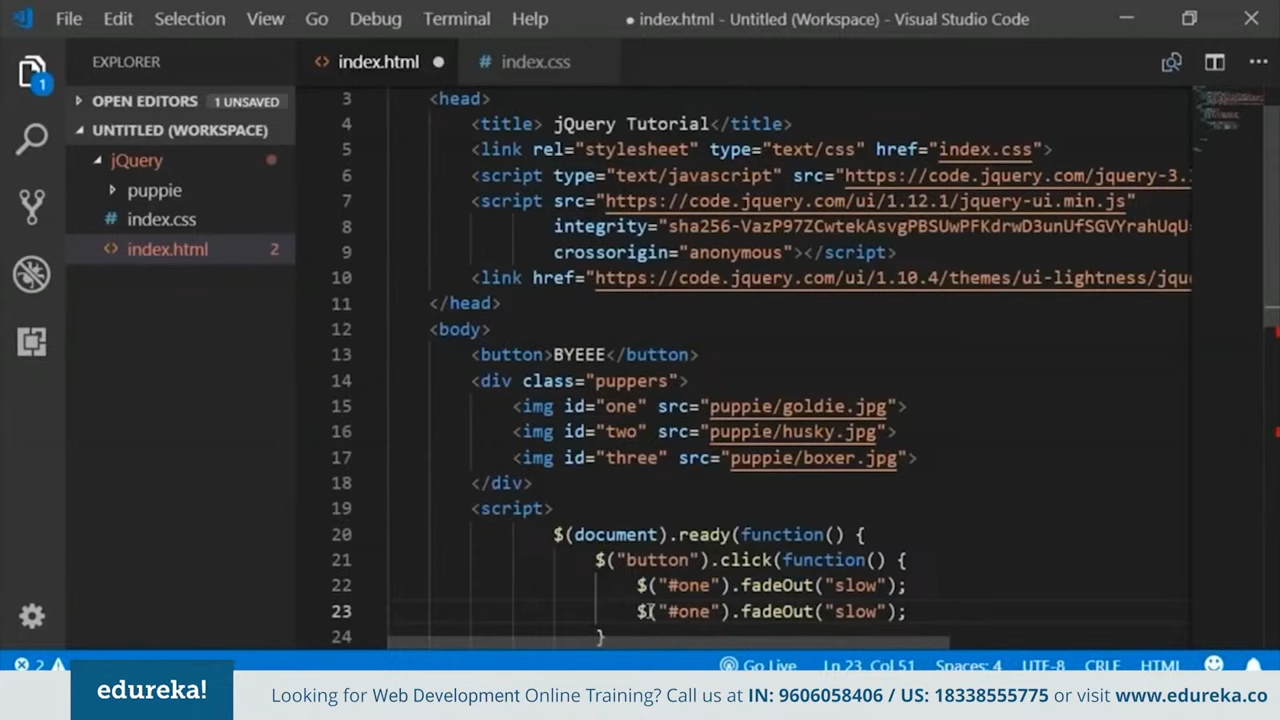 File Edit Selection View Go Debug Terminal Help ● index.html - Untitled (Workspace) - Visual Studio Code
EXPLORER
index.html
# index.css
1
OPEN EDITORS 1 UNSAVED
UNTITLED (WORKSPACE)
jQuery
puppie
# index.css
<> index.html 2
3 <head>
4 <title> jQuery Tutorial</title>
5 <link rel="stylesheet" type="text/css" href="index.css">
6 <script type="text/javascript" src="https://code.jquery.com/jquery-3.
7 <script src="https://code.jquery.com/ui/1.12.1/jquery-ui.min.js"
8 integrity="sha256-VazP97ZCwtekAsvgPBSUwPFKdrwD3unUfSGVYrahUqU
9 crossorigin="anonymous"></script>
10 <link href="https://code.jquery.com/ui/1.10.4/themes/ui-lightness/jqu
11 </head>
12 <body>
13 <button>BYEEE</button>
14 <div class="puppers">
15 <img id="one" src="puppie/goldie.jpg">
16 <img id="two" src="puppie/husky.jpg">
17 <img id="three" src="puppie/boxer.jpg">
18 </div>
19 <script>
20 $(document).ready(function() {
21 $("button").click(function() {
22 $("#one").fadeOut("slow");
23 $("#one").fadeOut("slow");
24 }
2 Go Live Ln 23, Col 51 Spaces: 4 UTF-8 CRLF HTML
edureka!
Looking for Web Development Online Training? Call us at IN: 9606058406 / US: 18338555775 or visit www.edureka.co